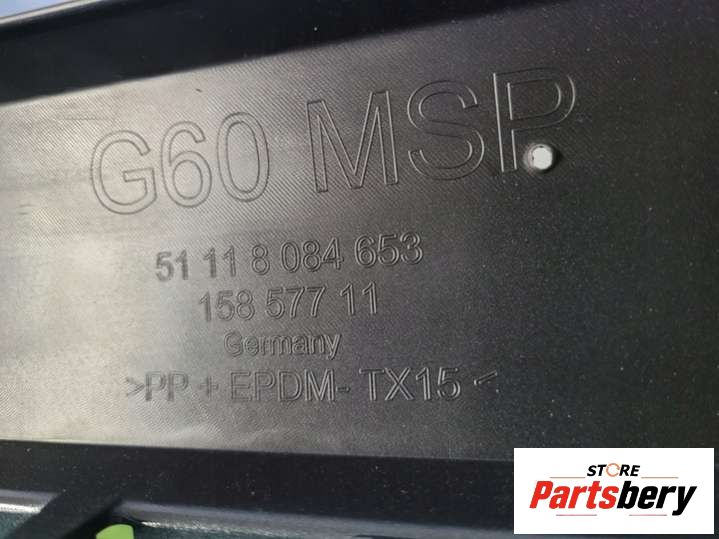 G60 MSP
51 11 8 084 653
158 577 11
Germany
>PP + EPDM- TX15<
STORE
Partsbery